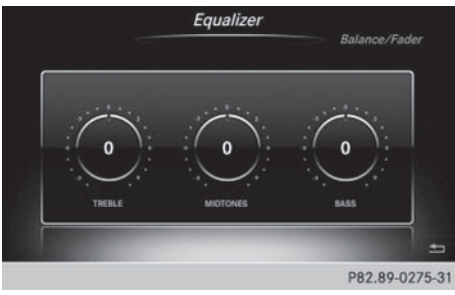 Equalizer
Balance/Fader
0 0 0
TREBLE MIDTONES BASS
P82.89-0275-31